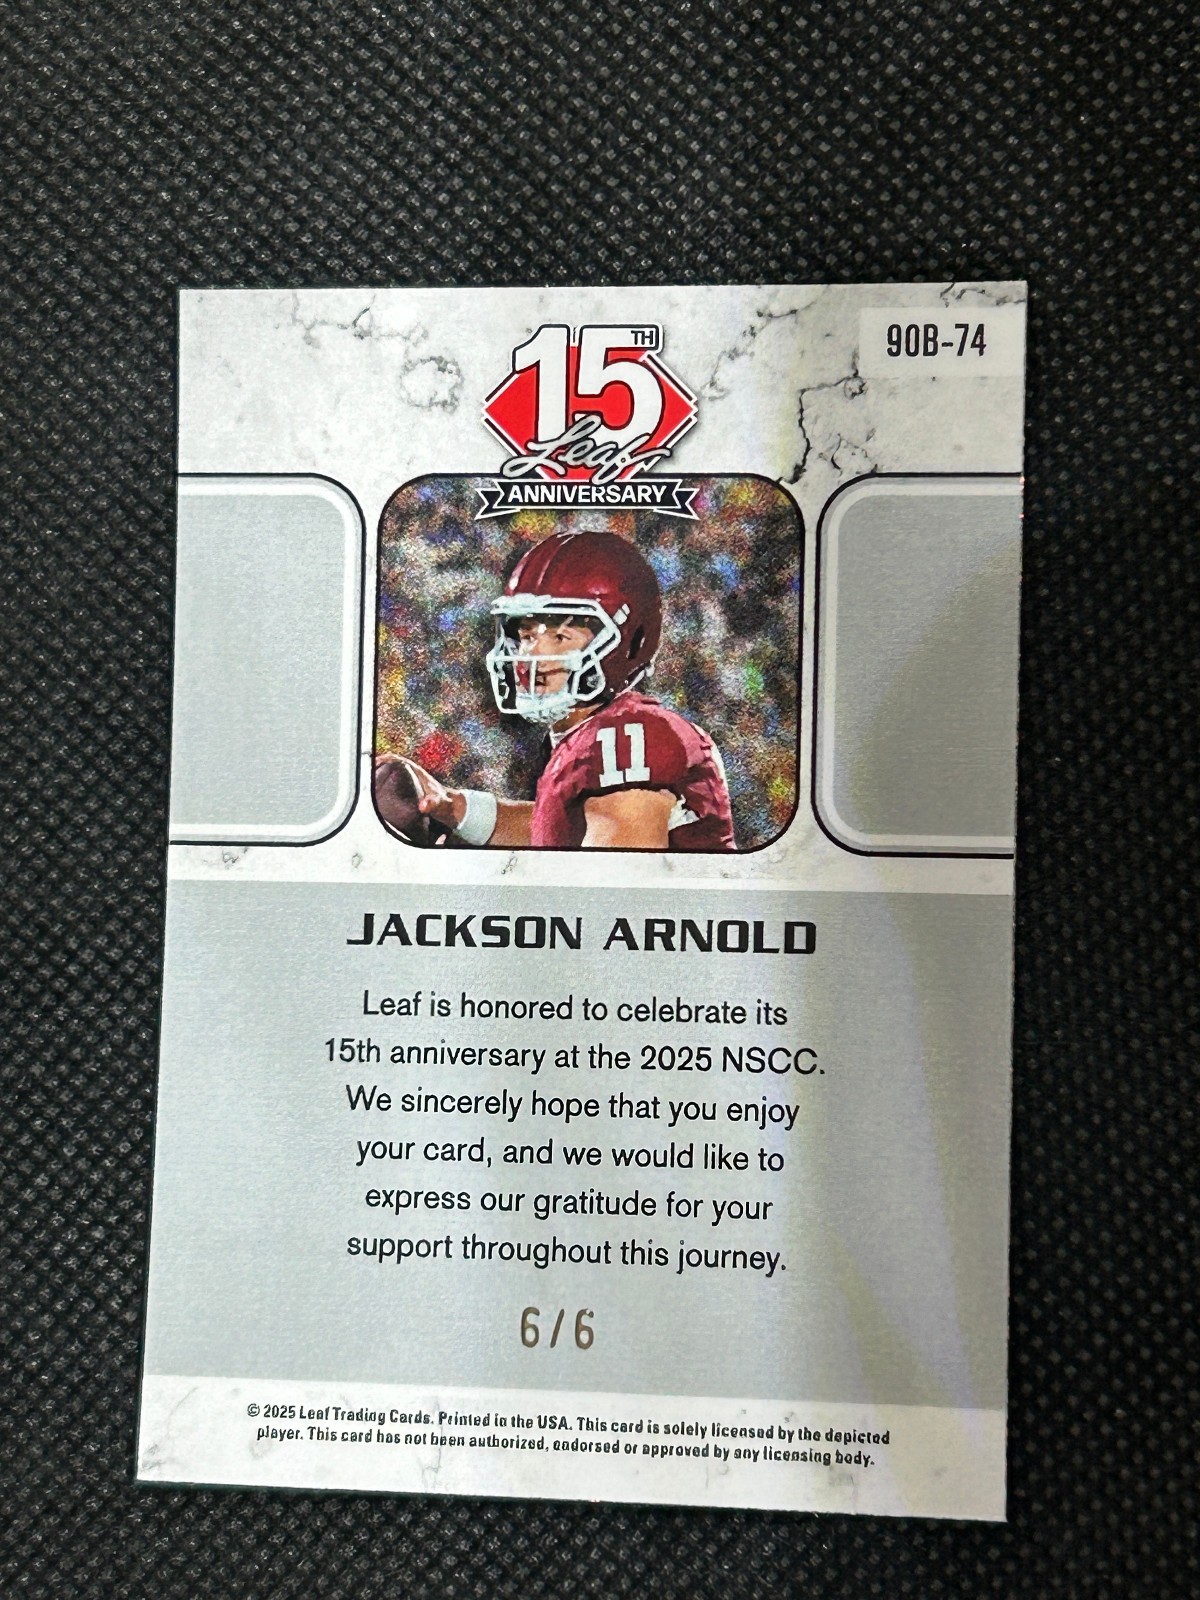 90B-74
15TH
Leaf
ANNIVERSARY
11
JACKSON ARNOLD
Leaf is honored to celebrate its
15th anniversary at the 2025 NSCC.
We sincerely hope that you enjoy
your card, and we would like to
express our gratitude for your
support throughout this journey.
6/6
© 2025 Leaf Trading Cards. Printed in the USA. This card is solely licensed by the depicted
player. This card has not been authorized, endorsed or approved by any licensing body.